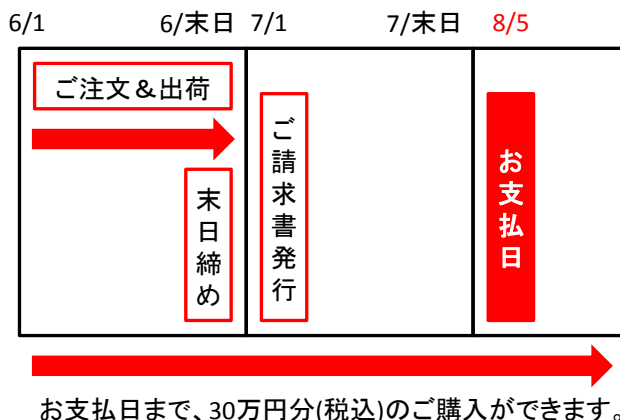 6/1
6/末日
7/1
7/末日
8/5
ご注文＆出荷
末日締め
ご請求書発行
お支払日
お支払日まで、30万円分(税込)のご購入ができます。